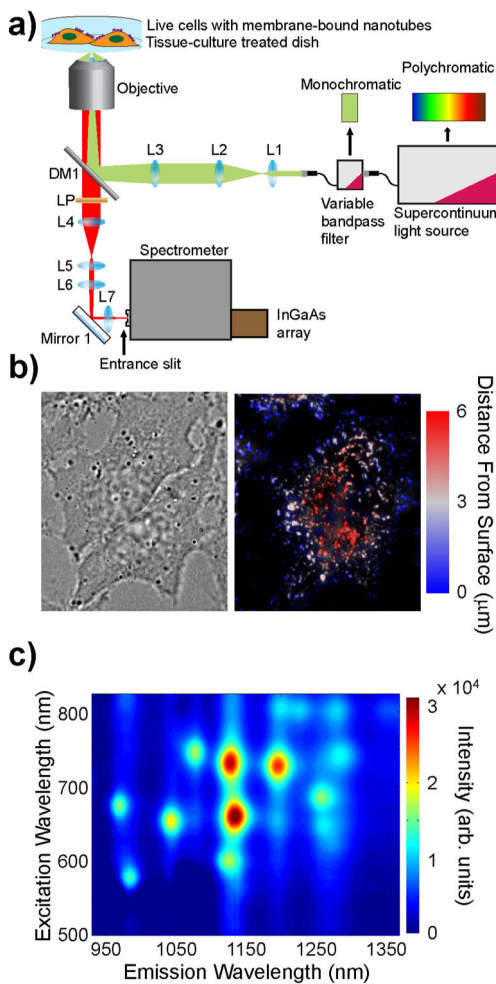 a)
Live cells with membrane-bound nanotubes
Tissue-culture treated dish
Objective
Monochromatic
Polychromatic
L3
L2
L1
DM1
LP
L4
Variable
bandpass
filter
Supercontinuum
light source
L5
L6
L7
Spectrometer
InGaAs
array
Mirror 1
Entrance slit
b)
6
3
0
Distance From Surface (μm)
c)
x 10⁴
800
700
600
500
Excitation Wavelength (nm)
950
1050
1150
1250
1350
Emission Wavelength (nm)
3
2
1
0
Intensity (arb. units)